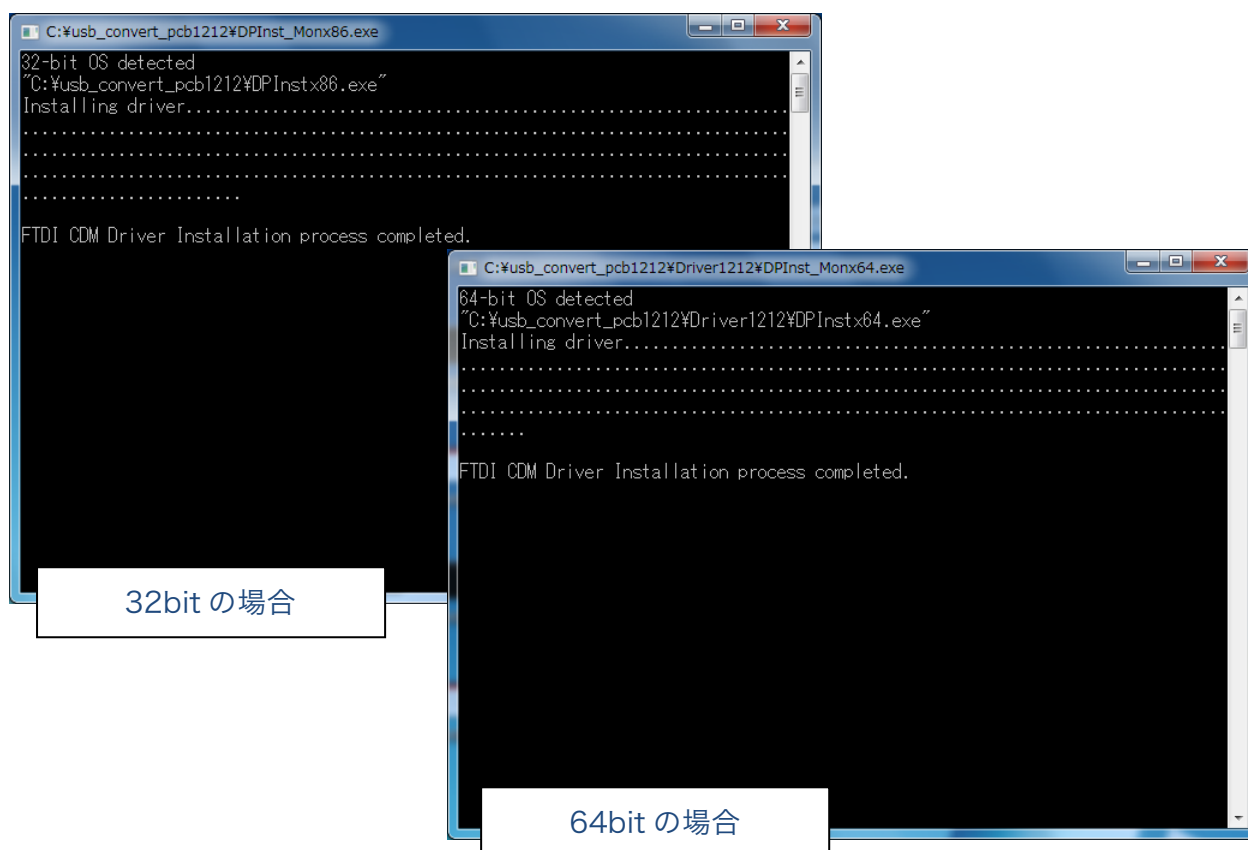 C:¥usb_convert_pcb1212¥DPInst_Monx86.exe
32-bit OS detected
"C:¥usb_convert_pcb1212¥DPInstx86.exe"
Installing driver................................................................
................................................................................
................................................................................
................................................................................
.......................
FTDI CDM Driver Installation process completed.
32bit の場合
C:¥usb_convert_pcb1212¥Driver1212¥DPInst_Monx64.exe
64-bit OS detected
"C:¥usb_convert_pcb1212¥Driver1212¥DPInstx64.exe"
Installing driver................................................................
................................................................................
................................................................................
................................................................................
.......
FTDI CDM Driver Installation process completed.
64bit の場合